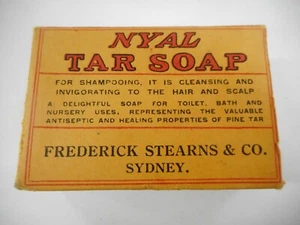 NYAL
TAR SOAP
FOR SHAMPOOING, IT IS CLEANSING AND
INVIGORATING TO THE HAIR AND SCALP
A DELIGHTFUL SOAP FOR TOILET, BATH AND
NURSERY USES, REPRESENTING THE VALUABLE
ANTISEPTIC AND HEALING PROPERTIES OF PINE TAR
FREDERICK STEARNS & CO.
SYDNEY.